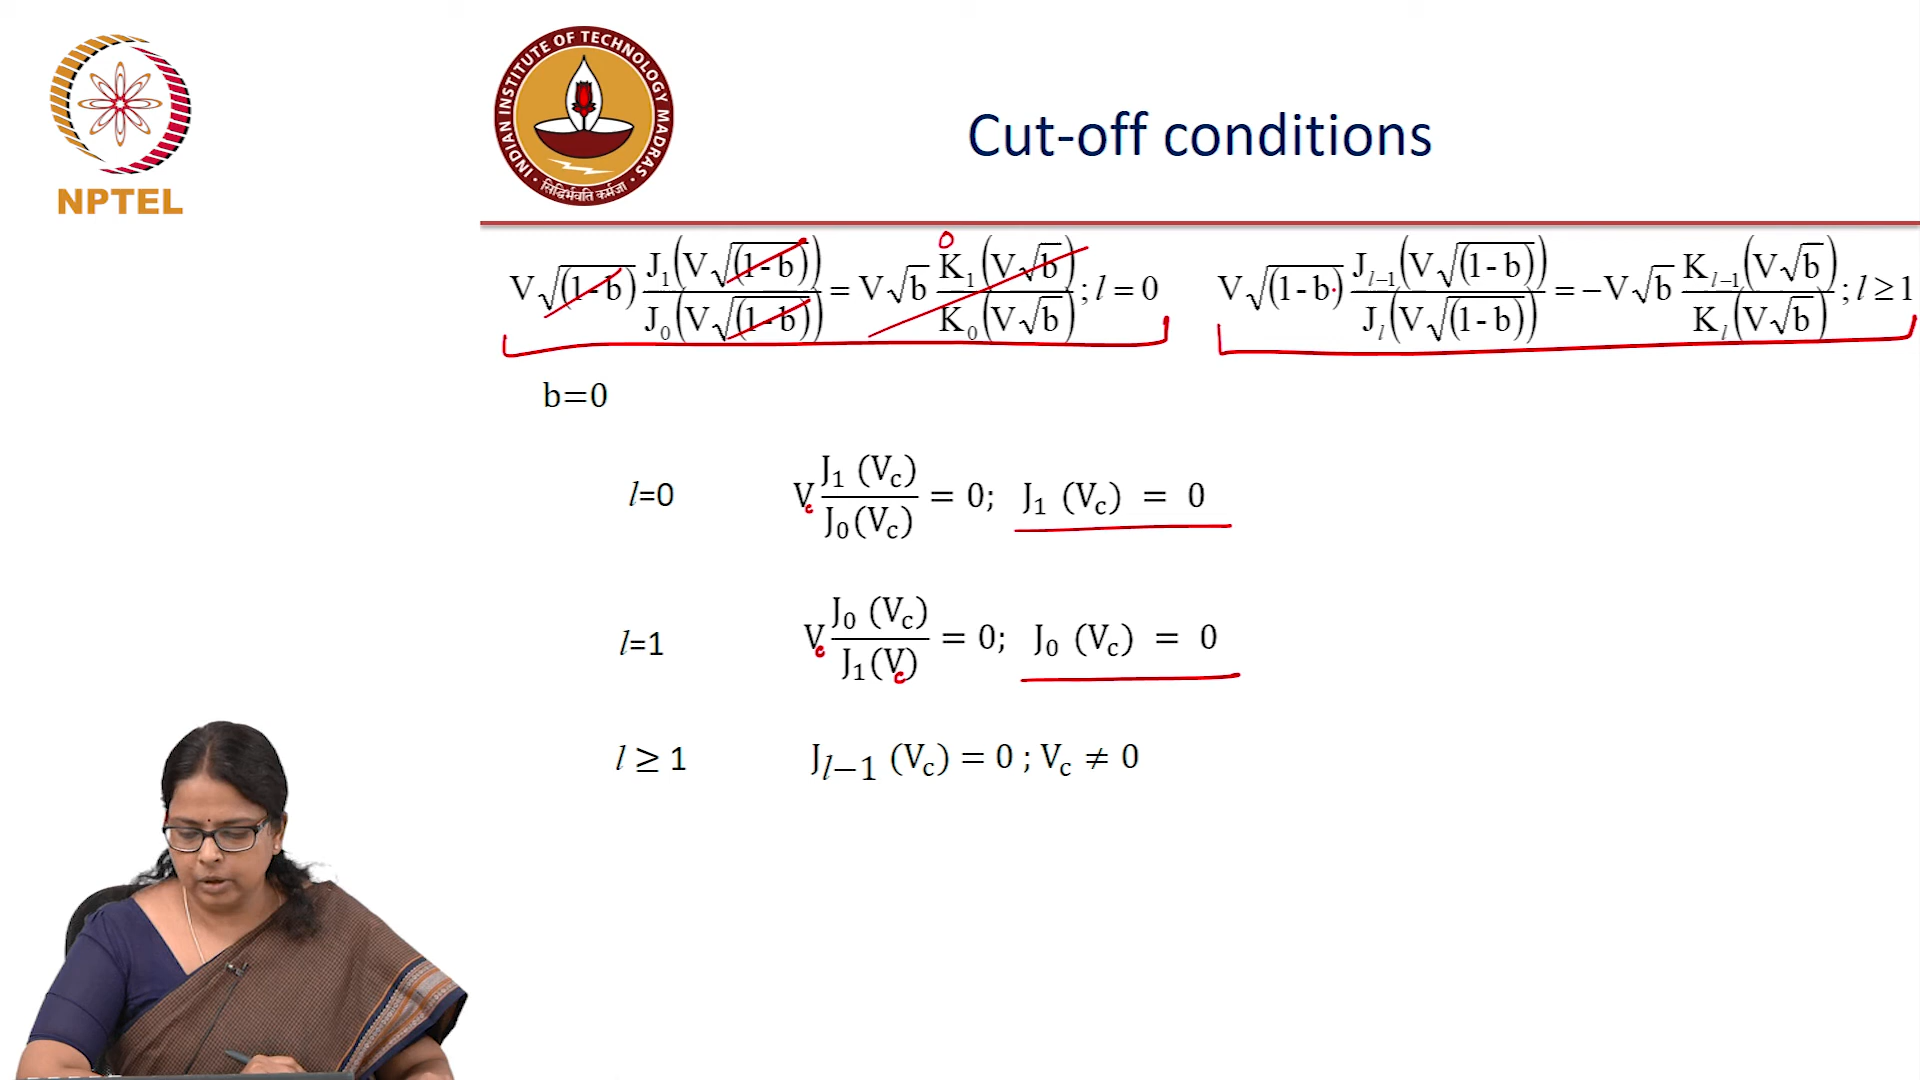 NPTEL
INDIAN INSTITUTE OF TECHNOLOGY MADRAS
सिद्धिर्भवति कर्मजा
Cut-off conditions
V√(1-b) J₁(V√(1-b)) / J₀(V√(1-b)) = V√b K₁(V√b) / K₀(V√b) ; l = 0
0
V√(1-b) J_{l-1}(V√(1-b)) / J_l(V√(1-b)) = -V√b K_{l-1}(V√b) / K_l(V√b) ; l ≥ 1
b=0
l=0 V_c J₁ (V_c) / J₀(V_c) = 0; J₁ (V_c) = 0
l=1 V_c J₀ (V_c) / J₁(V_c) = 0; J₀ (V_c) = 0
l ≥ 1 J_{l-1} (V_c) = 0 ; V_c ≠ 0